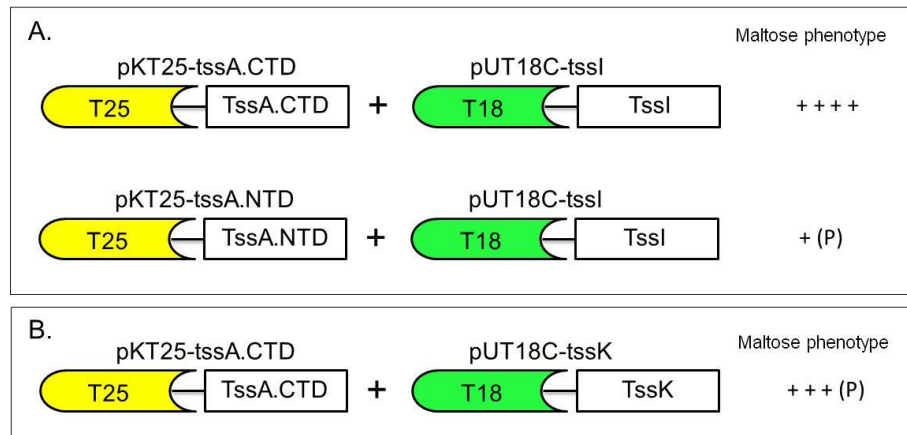 A.
Maltose phenotype
pKT25-tssA.CTD pUT18C-tssI
T25 TssA.CTD + T18 TssI + + + +
pKT25-tssA.NTD pUT18C-tssI
T25 TssA.NTD + T18 TssI + (P)
B.
Maltose phenotype
pKT25-tssA.CTD pUT18C-tssK
T25 TssA.CTD + T18 TssK + + + (P)